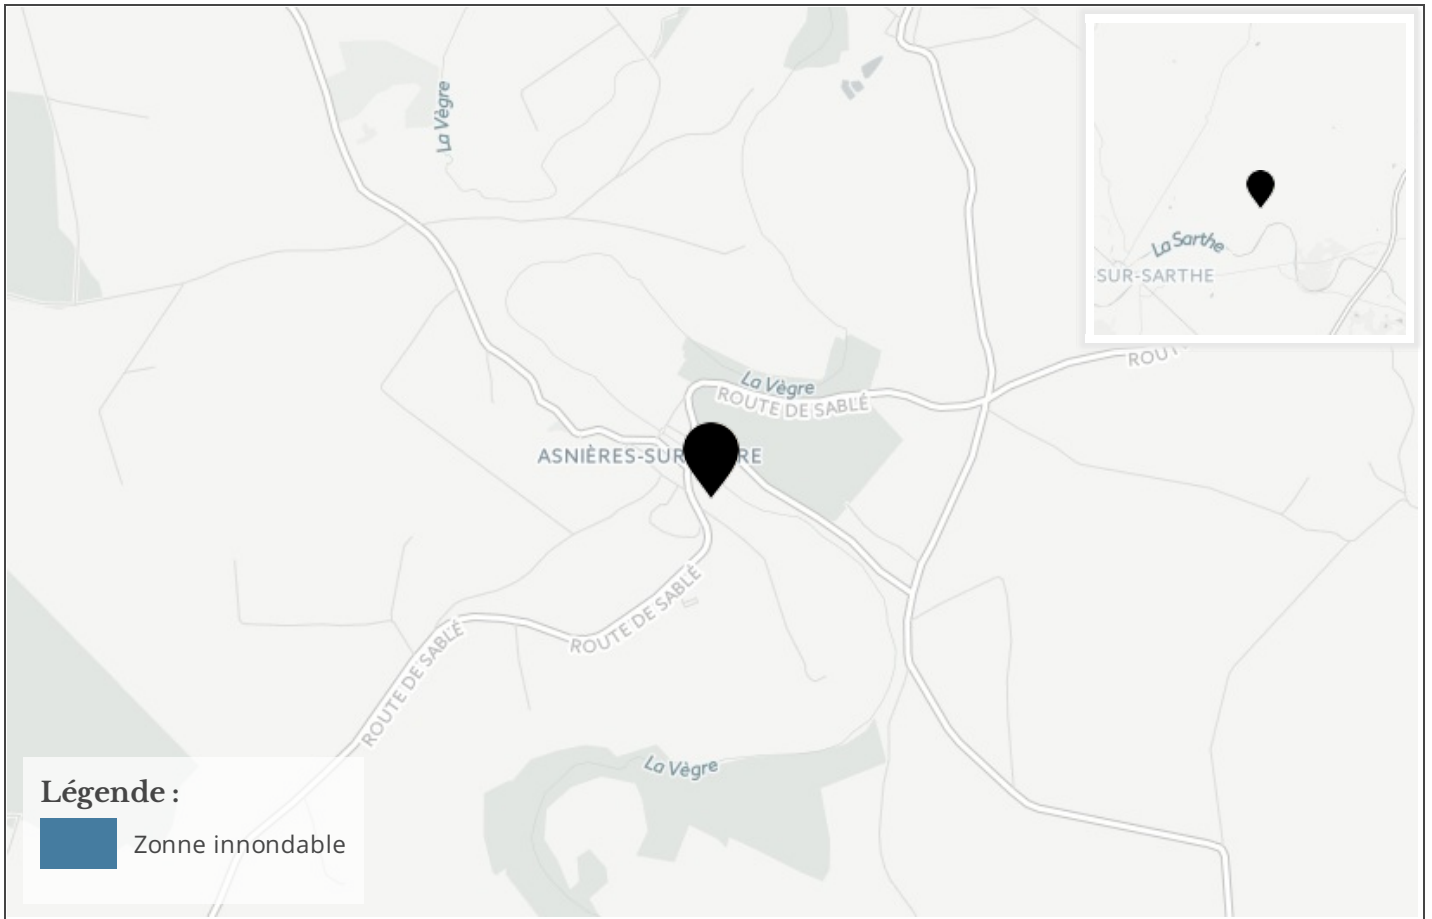 La Vègre
La Sarthe
-SUR-SARTHE
ROUT
La Vègre
ROUTE DE SABLÉ
ASNIÈRES-SUR RE
ROUTE DE SABLÉ
ROUTE DE SABLÉ
La Vègre
Légende :
Zonne innondable